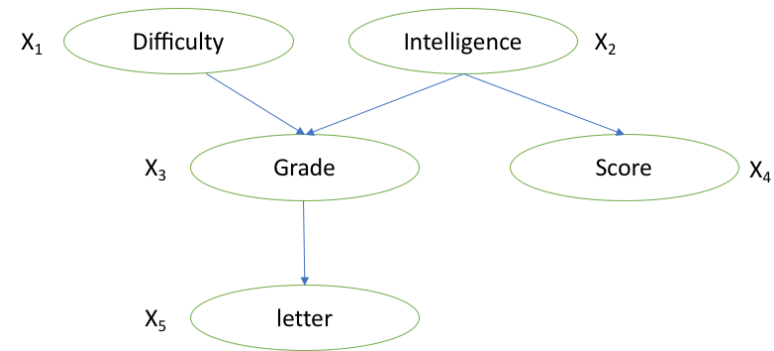 X₁ Difficulty Intelligence X₂
X₃ Grade Score X₄
X₅ letter